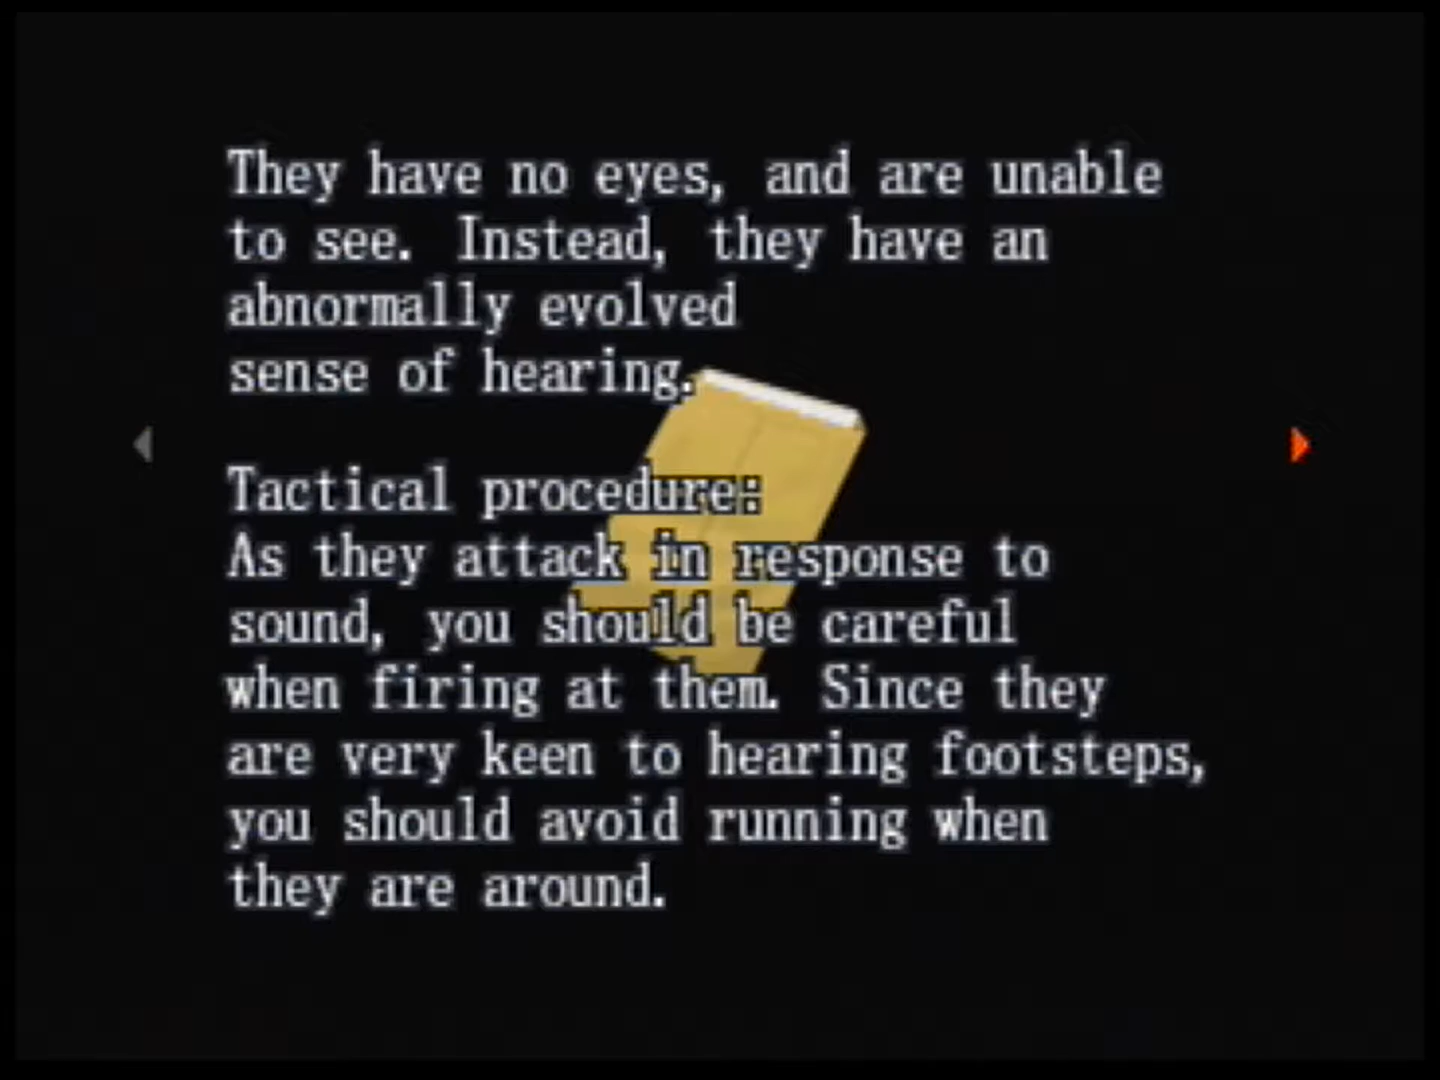 They have no eyes, and are unable
to see. Instead, they have an
abnormally evolved
sense of hearing.
Tactical procedure:
As they attack in response to
sound, you should be careful
when firing at them. Since they
are very keen to hearing footsteps,
you should avoid running when
they are around.